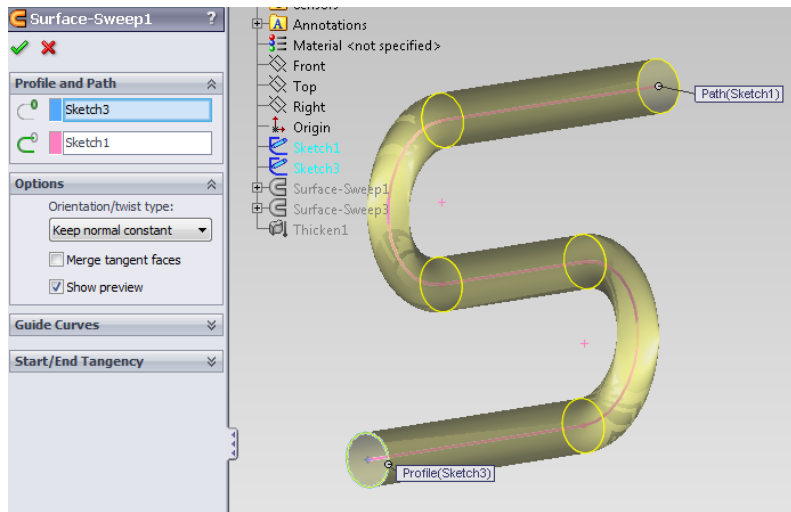 Surface-Sweep1 ?
Profile and Path
Sketch3
Sketch1
Options
Orientation/twist type:
Keep normal constant
Merge tangent faces
Show preview
Guide Curves
Start/End Tangency
Sensors
Annotations
Material <not specified>
Front
Top
Right
Origin
Sketch1
Sketch3
Surface-Sweep1
Surface-Sweep3
Thicken1
Path(Sketch1)
Profile(Sketch3)